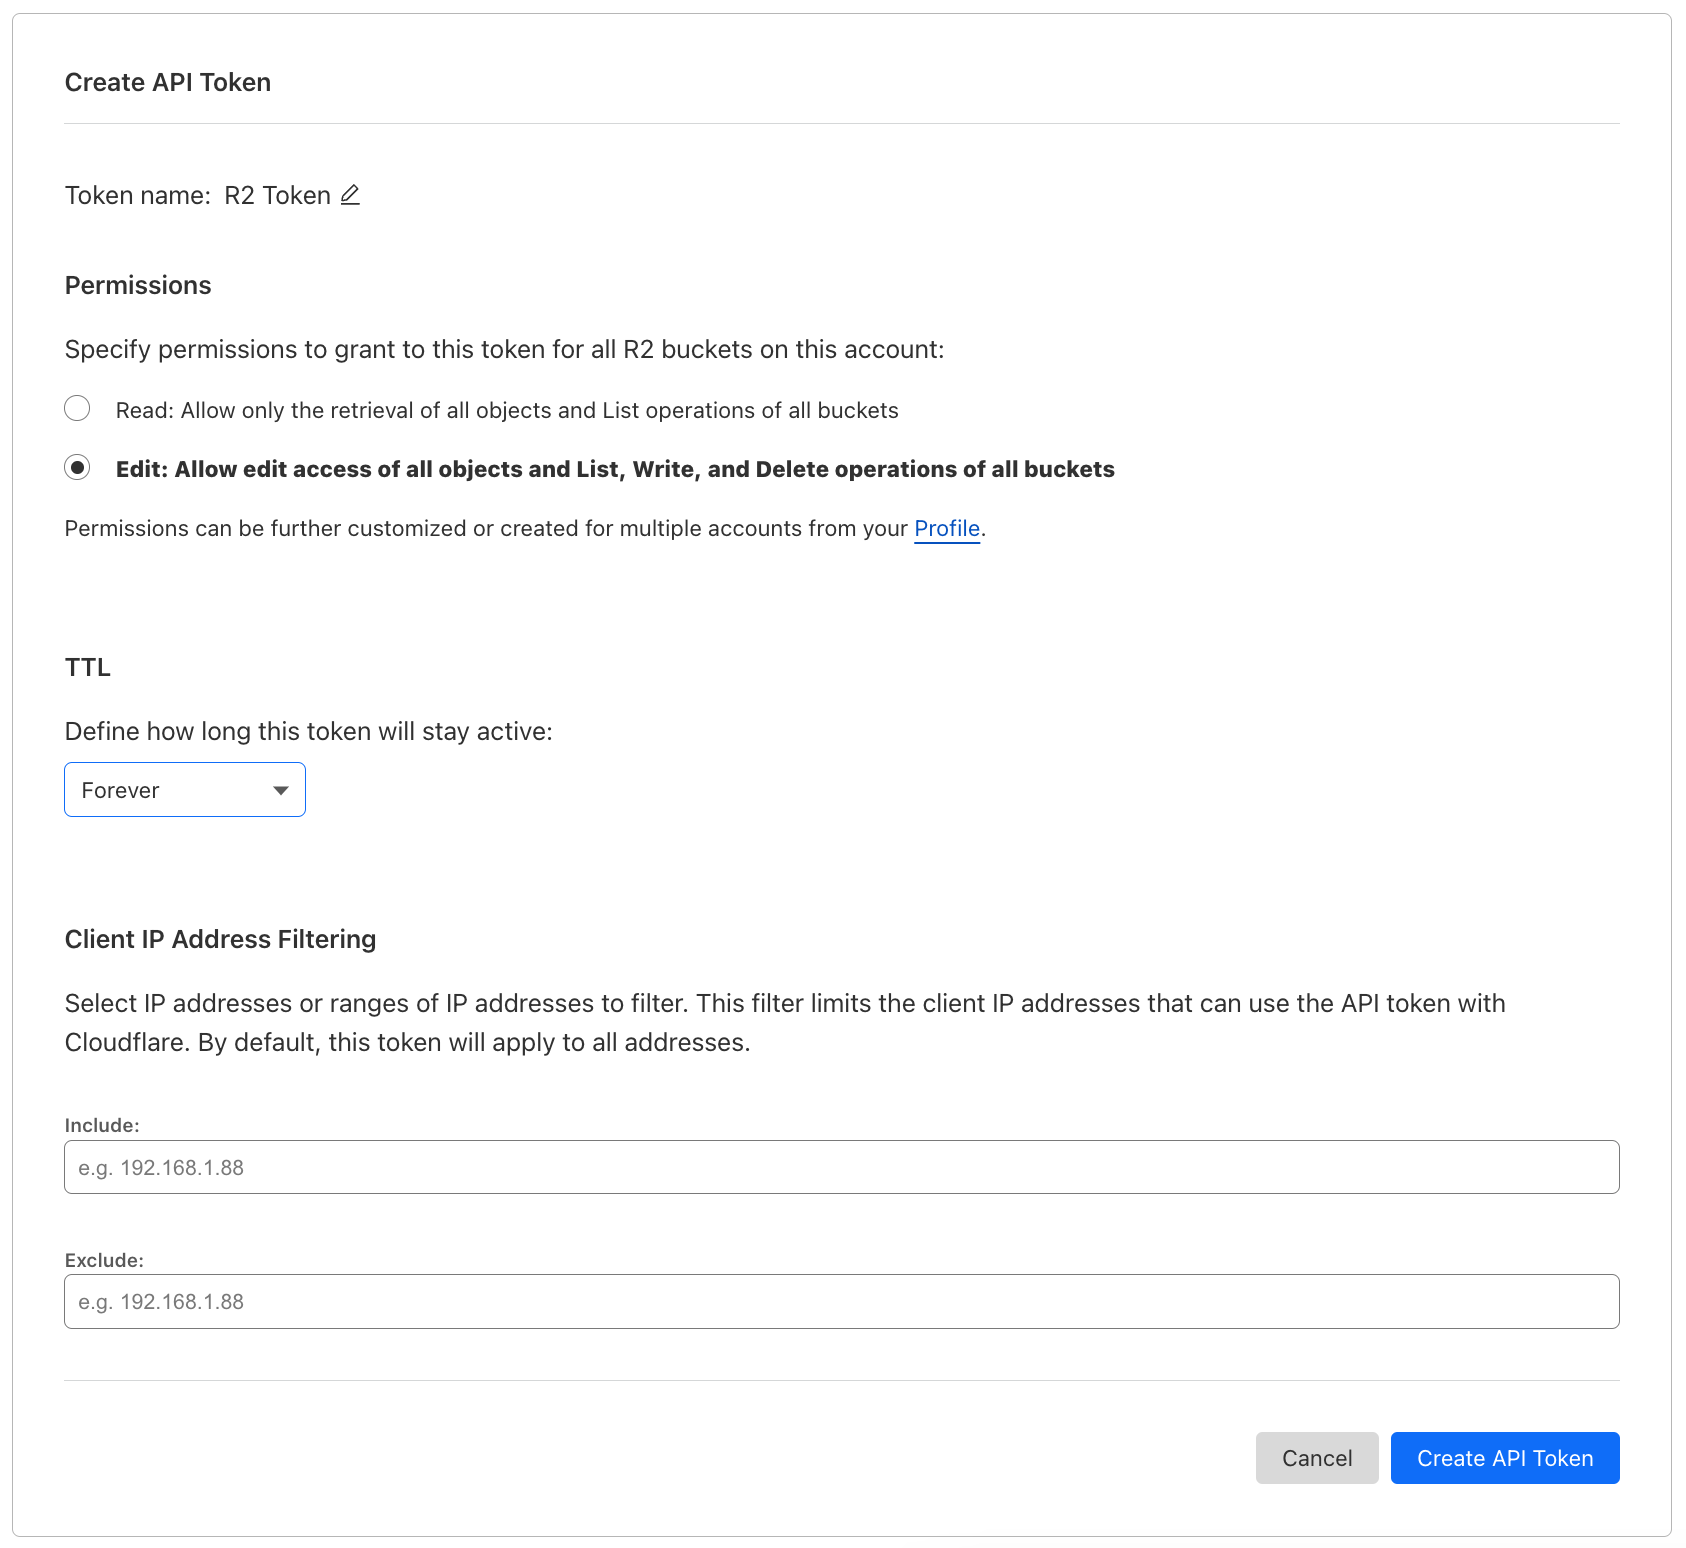 Create API Token
Token name: R2 Token
Permissions
Specify permissions to grant to this token for all R2 buckets on this account:
Read: Allow only the retrieval of all objects and List operations of all buckets
Edit: Allow edit access of all objects and List, Write, and Delete operations of all buckets
Permissions can be further customized or created for multiple accounts from your Profile.
TTL
Define how long this token will stay active:
Forever
Client IP Address Filtering
Select IP addresses or ranges of IP addresses to filter. This filter limits the client IP addresses that can use the API token with
Cloudflare. By default, this token will apply to all addresses.
Include:
e.g. 192.168.1.88
Exclude:
e.g. 192.168.1.88
Cancel Create API Token